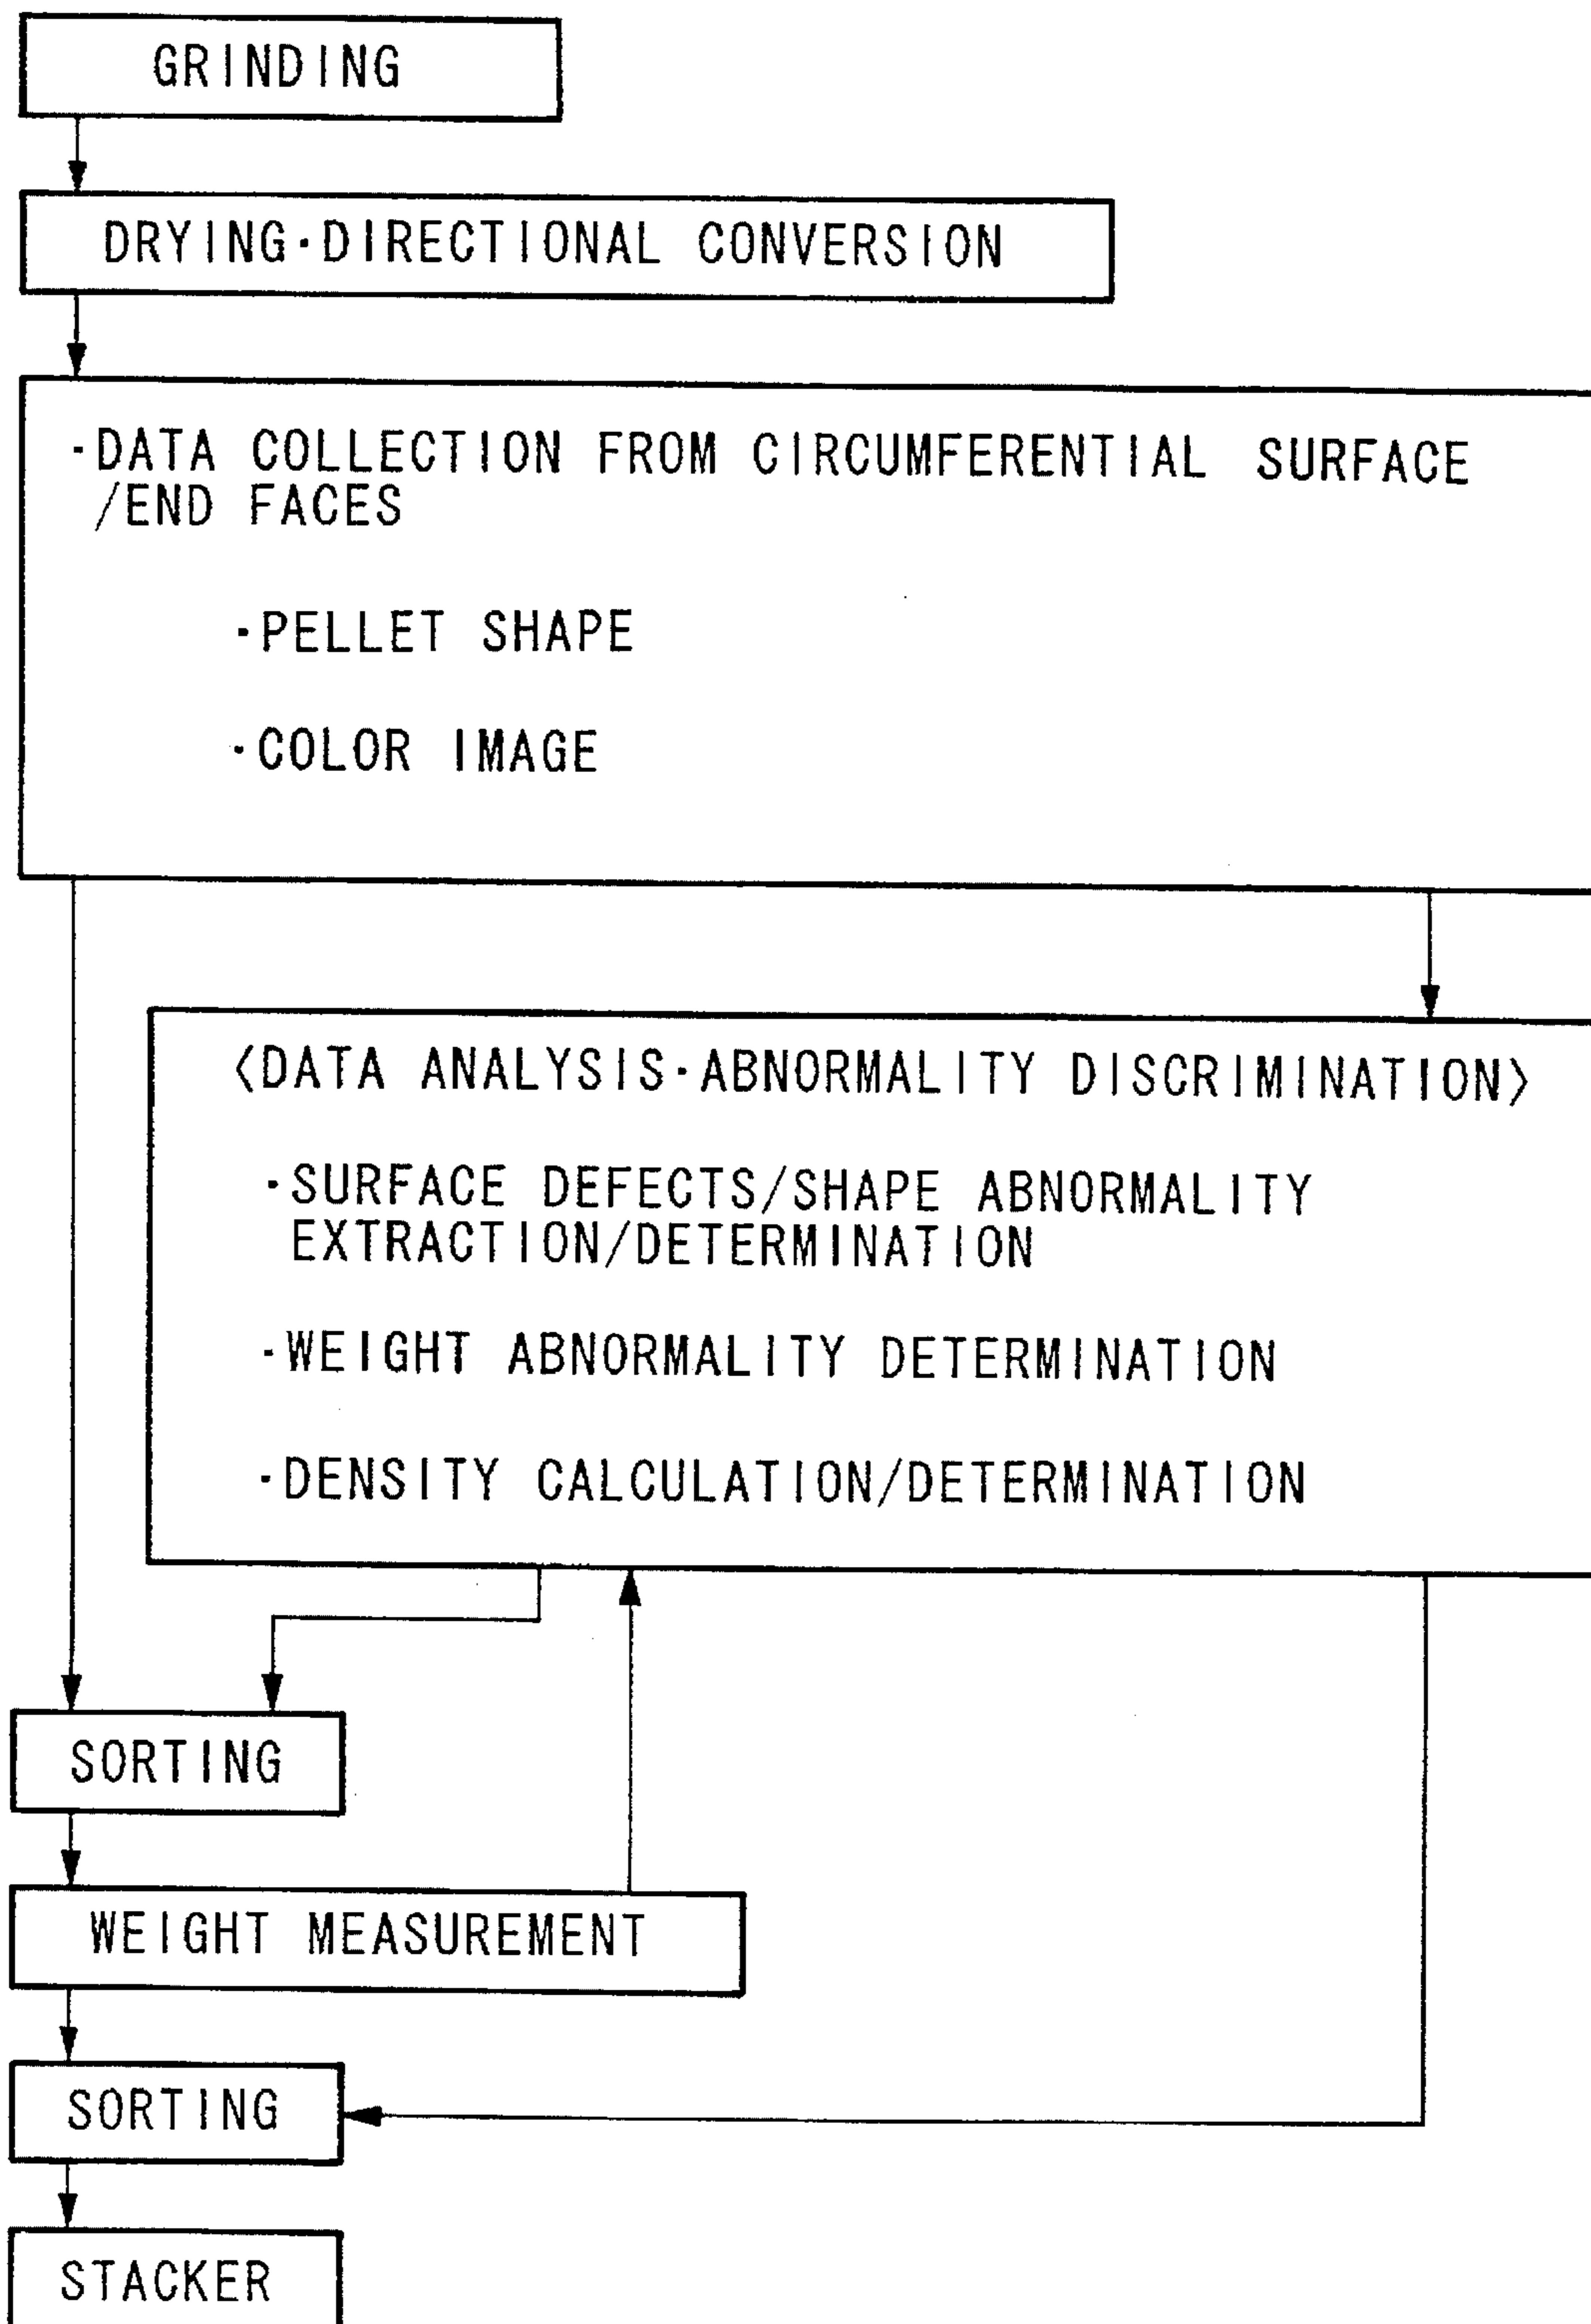 GRINDING
DRYING·DIRECTIONAL CONVERSION
·DATA COLLECTION FROM CIRCUMFERENTIAL SURFACE
/END FACES
·PELLET SHAPE
·COLOR IMAGE
<DATA ANALYSIS·ABNORMALITY DISCRIMINATION>
·SURFACE DEFECTS/SHAPE ABNORMALITY
EXTRACTION/DETERMINATION
·WEIGHT ABNORMALITY DETERMINATION
·DENSITY CALCULATION/DETERMINATION
SORTING
WEIGHT MEASUREMENT
SORTING
STACKER